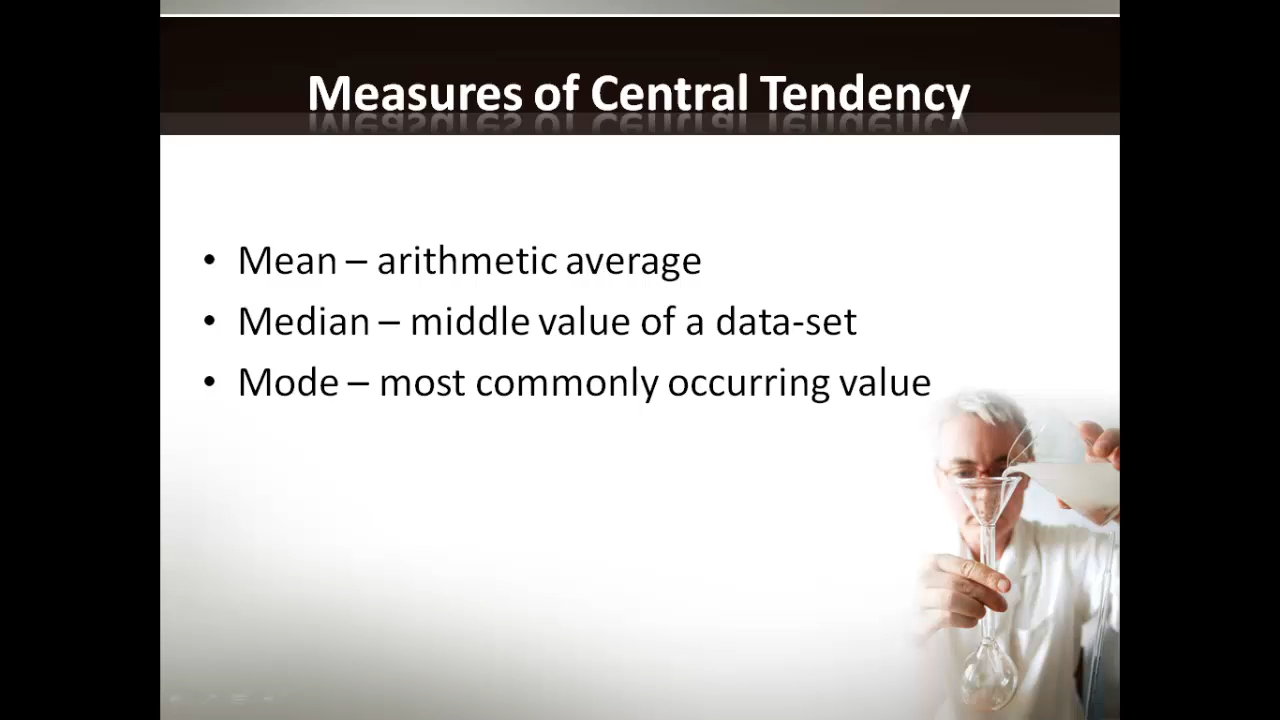 Measures of Central Tendency
• Mean – arithmetic average
• Median – middle value of a data-set
• Mode – most commonly occurring value